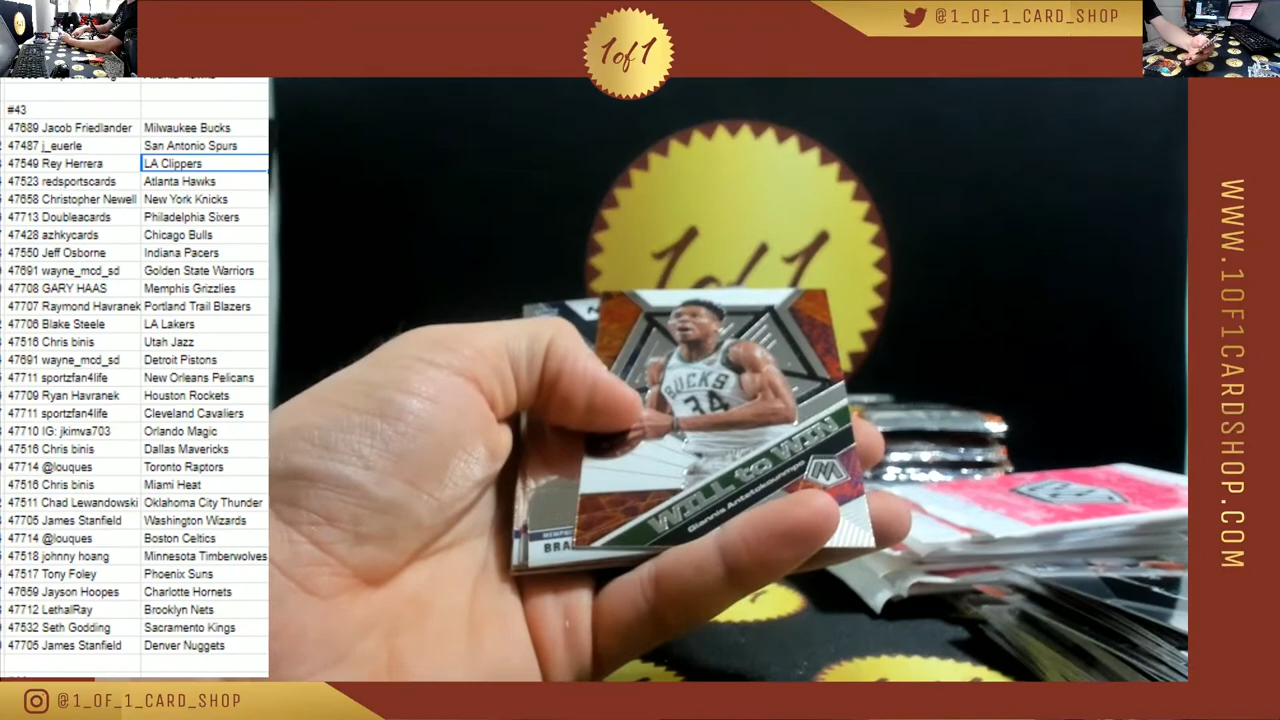 @1_OF_1_CARD_SHOP
1of1
#43
47689 Jacob Friedlander Milwaukee Bucks
47487 j_euerle San Antonio Spurs
47549 Rey Herrera LA Clippers
47523 redsportscards Atlanta Hawks
47658 Christopher Newell New York Knicks
47713 Doubleacards Philadelphia Sixers
47428 azhkycards Chicago Bulls
47550 Jeff Osborne Indiana Pacers
47691 wayne_mcd_sd Golden State Warriors
47708 GARY HAAS Memphis Grizzlies
47707 Raymond Havranek Portland Trail Blazers
47706 Blake Steele LA Lakers
47516 Chris binis Utah Jazz
47691 wayne_mcd_sd Detroit Pistons
47711 sportzfan4life New Orleans Pelicans
47709 Ryan Havranek Houston Rockets
47711 sportzfan4life Cleveland Cavaliers
47710 IG: jkimva703 Orlando Magic
47516 Chris binis Dallas Mavericks
47714 @louques Toronto Raptors
47516 Chris binis Miami Heat
47511 Chad Lewandowski Oklahoma City Thunder
47705 James Stanfield Washington Wizards
47714 @louques Boston Celtics
47518 johnny hoang Minnesota Timberwolves
47517 Tony Foley Phoenix Suns
47659 Jayson Hoopes Charlotte Hornets
47712 LethalRay Brooklyn Nets
47532 Seth Godding Sacramento Kings
47705 James Stanfield Denver Nuggets
1of1
BUCKS
34
WILL to WIN
Giannis Antetokounmpo
BRA
WWW.1OF1CARDSHOP.COM
@1_OF_1_CARD_SHOP